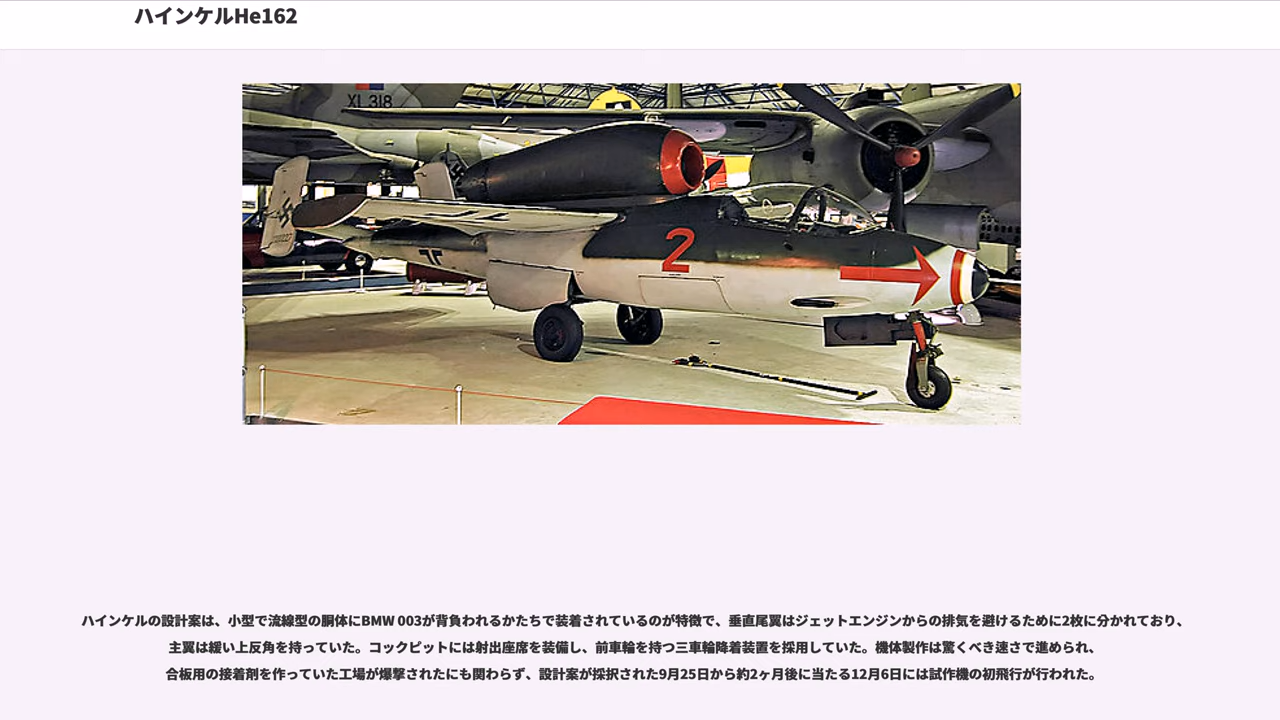 ハインケルHe162
XL 318
2
ハインケルの設計案は、小型で流線型の胴体にBMW 003が背負われるかたちで装着されているのが特徴で、垂直尾翼はジェットエンジンからの排気を避けるために2枚に分かれており、
主翼は緩い上反角を持っていた。コックピットには射出座席を装備し、前車輪を持つ三車輪降着装置を採用していた。機体製作は驚くべき速さで進められ、
合板用の接着剤を作っていた工場が爆撃されたにも関わらず、設計案が採択された9月25日から約2ヶ月後に当たる12月6日には試作機の初飛行が行われた。